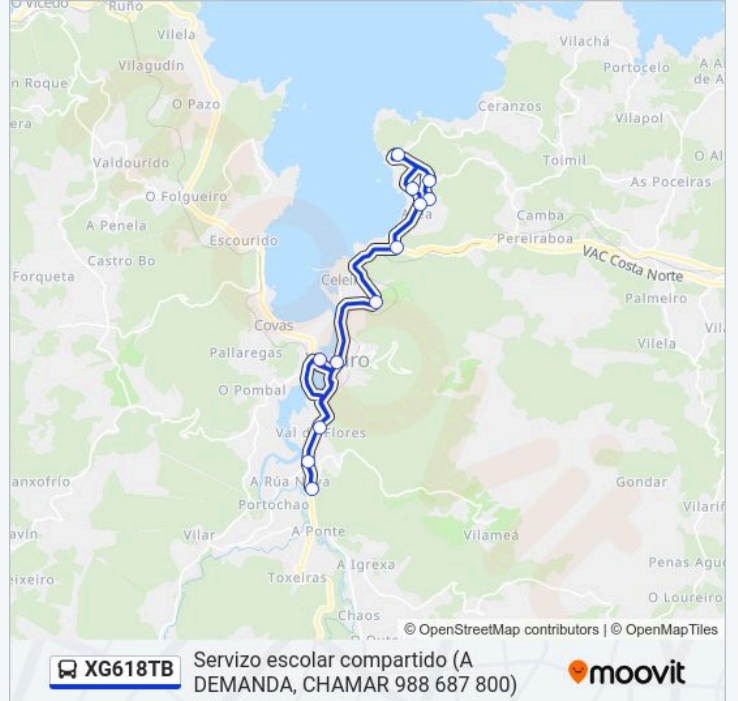 O Vicedo
Ruño
Vilela
Vilagudín
Vilachá
Portocelo
n Roque
O Pazo
Ceranzos
Vilapol
era
Valdourido
Toimil
O Al
As Poceiras
O Folgueiro
A Penela
Escourido
Camba
Pereiraboa
Castro Bo
VAC Costa Norte
Forqueta
Palmeiro
Covas
Pallaregas
Vilela
O Pombal
Val de Flores
anxofrío
A Rúa Nova
Gondar
Portochao
Vilar
A Ponte
Vilameá
A Igrexa
Penas Ague
eixeiro
Toxeiras
O Loureiro
Chaos
© OpenStreetMap contributors | © OpenMapTiles
XG618TB
Servizo escolar compartido (A
DEMANDA, CHAMAR 988 687 800)
moovit